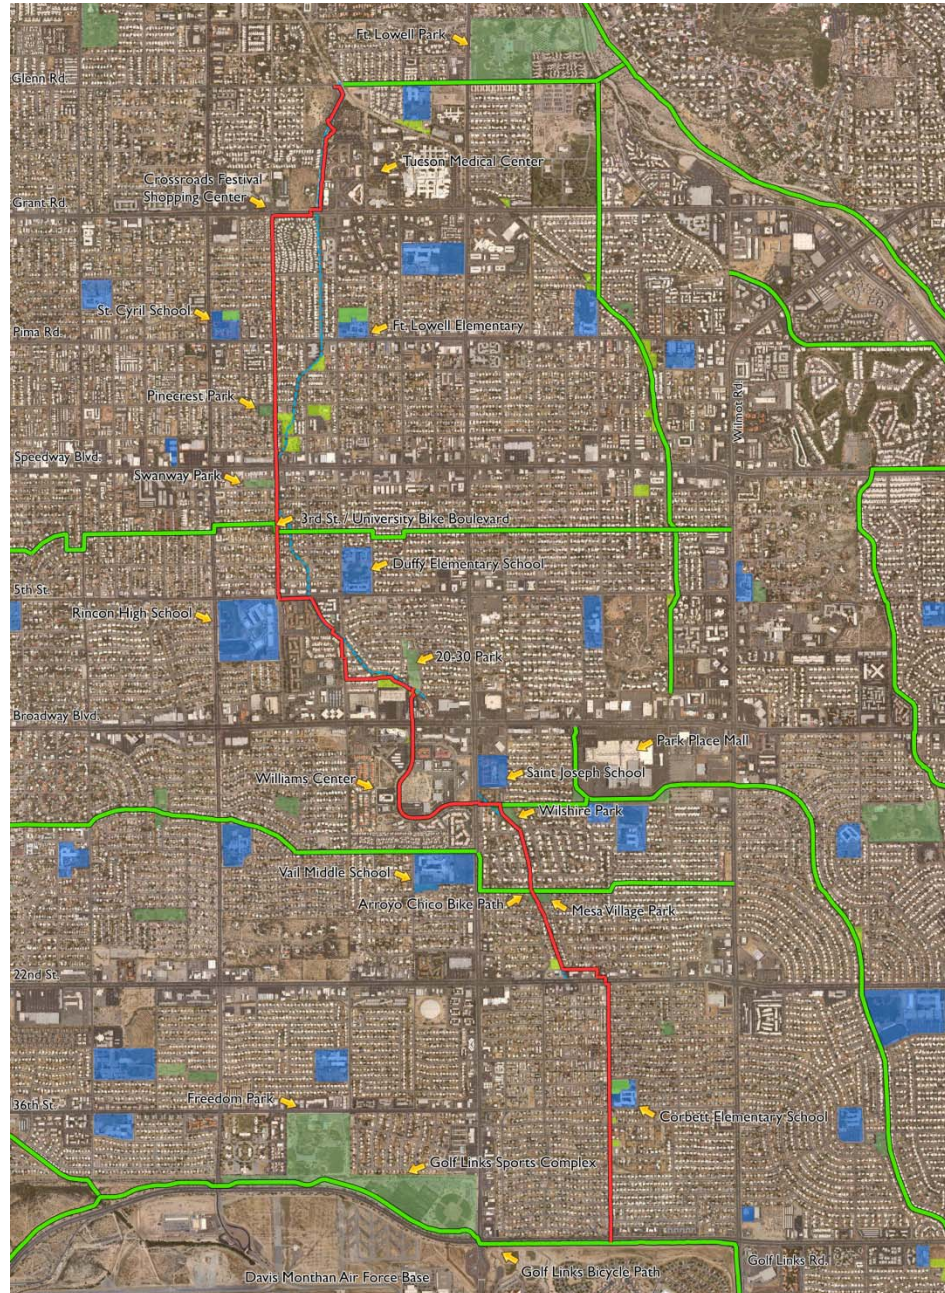 Ft. Lowell Park
Glenn Rd.
Tucson Medical Center
Crossroads Festival
Shopping Center
Grant Rd.
St. Cyril School
Ft. Lowell Elementary
Pima Rd.
Pinecrest Park
Wilmot Rd.
Speedway Blvd.
Swanway Park
3rd St. / University Bike Boulevard
Duffy Elementary School
5th St.
Rincon High School
20-30 Park
Broadway Blvd.
Park Place Mall
Saint Joseph School
Williams Center
Wilshire Park
Vail Middle School
Arroyo Chico Bike Path
Mesa Village Park
22nd St.
Freedom Park
36th St.
Corbett Elementary School
Golf Links Sports Complex
Golf Links Rd.
Golf Links Bicycle Path
Davis Monthan Air Force Base